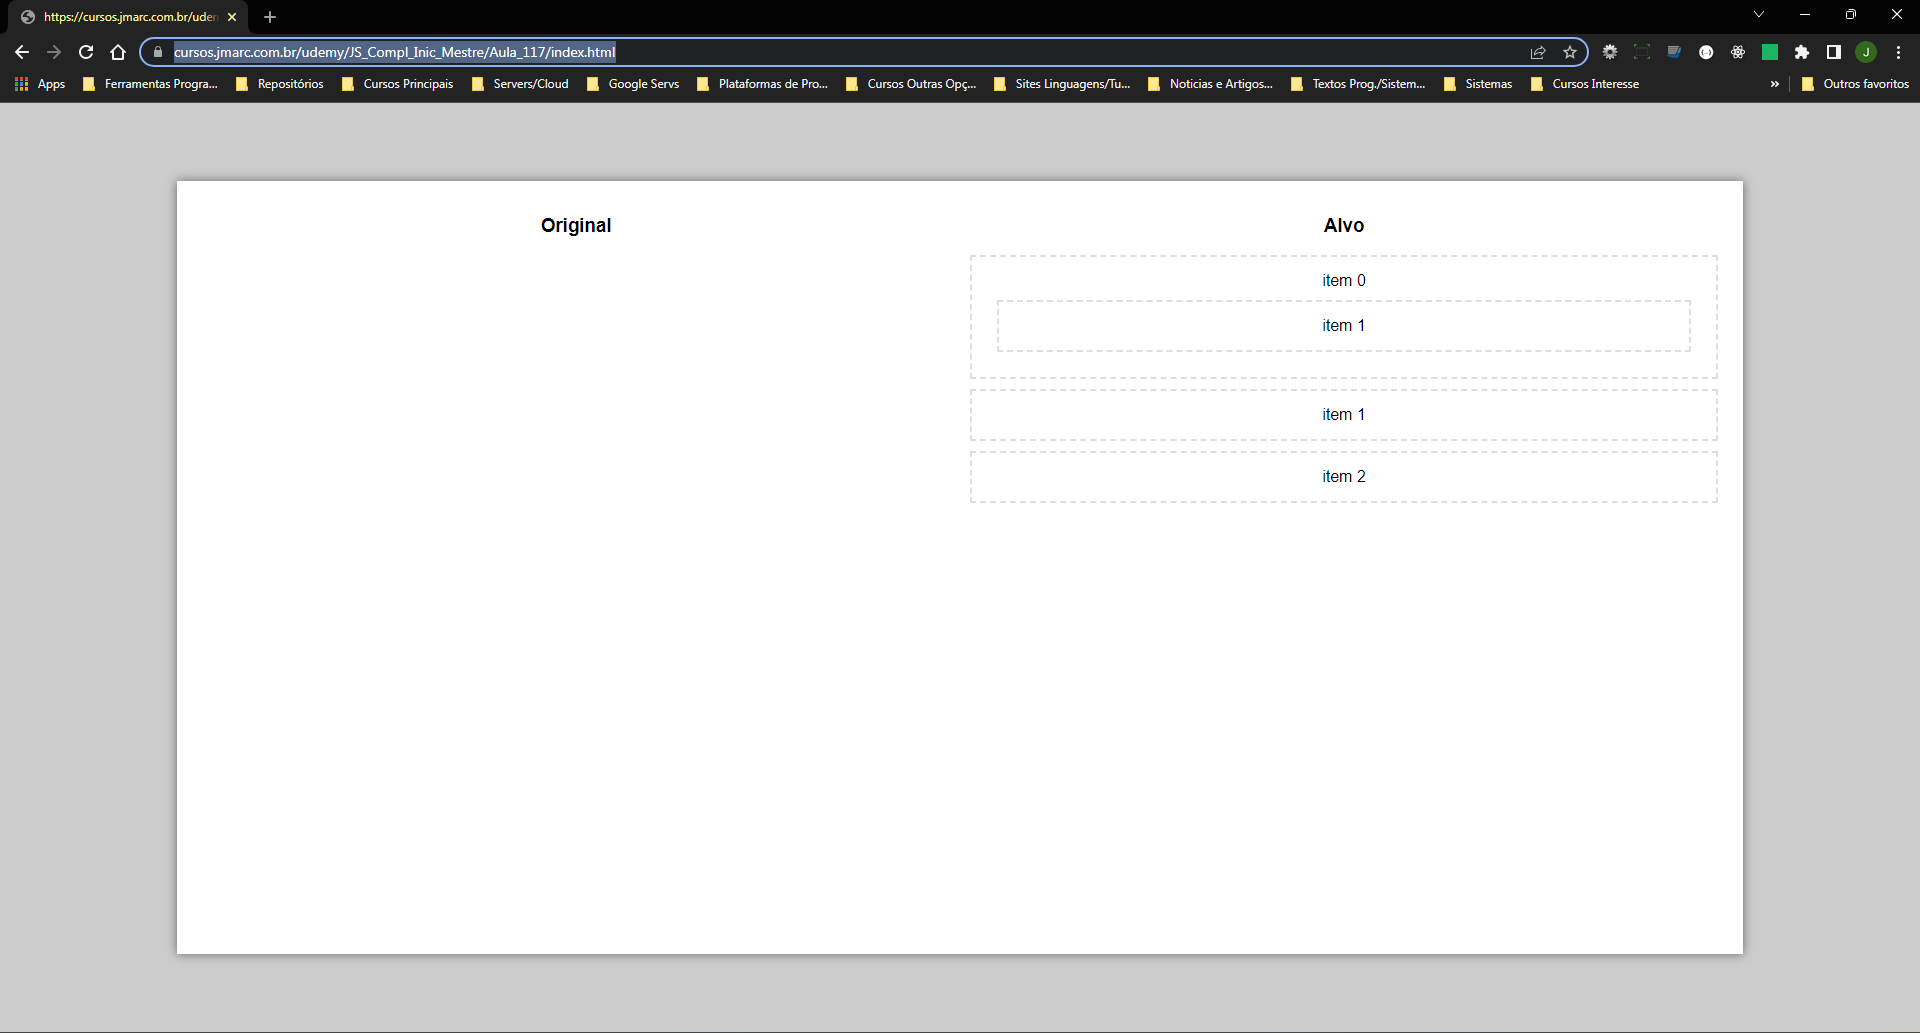 https://cursos.jmarc.com.br/uder
cursos.jmarc.com.br/udemy/JS_Compl_Inic_Mestre/Aula_117/index.html
J
Apps Ferramentas Progra... Repositórios Cursos Principais Servers/Cloud Google Servs Plataformas de Pro... Cursos Outras Opç... Sites Linguagens/Tu... Noticias e Artigos... Textos Prog./Sistem... Sistemas Cursos Interesse » Outros favoritos
Original Alvo
item 0
item 1
item 1
item 2